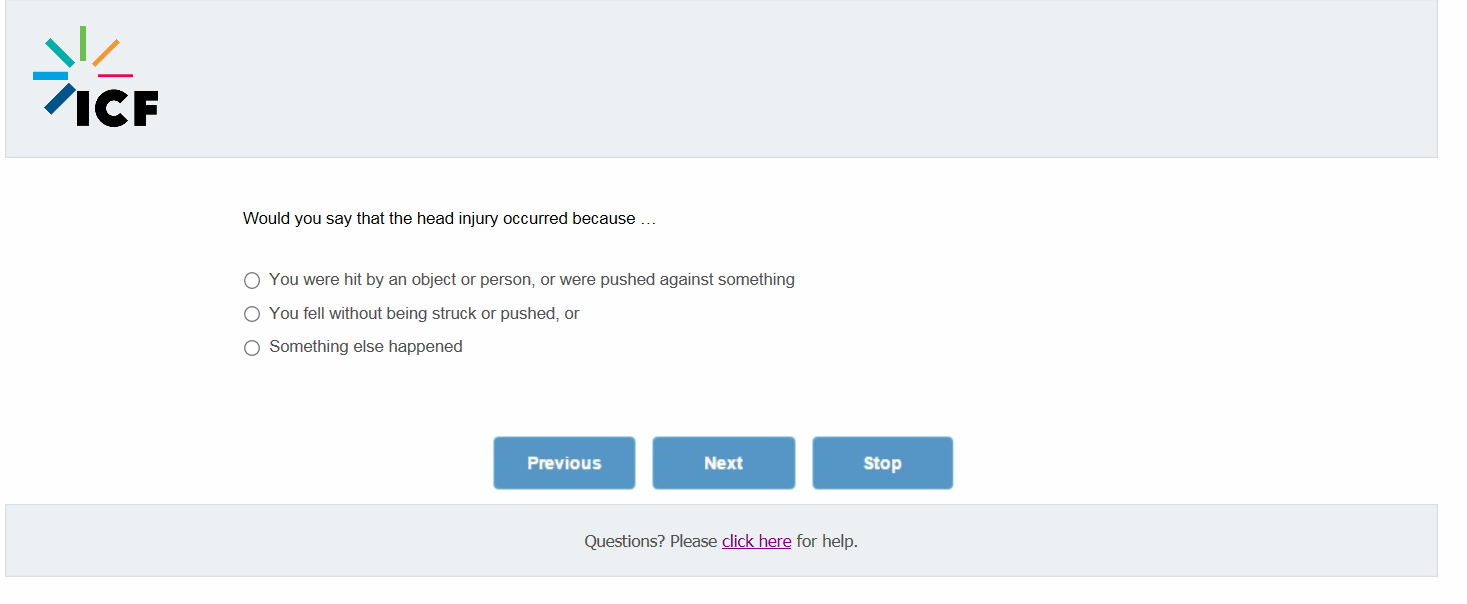 ICF
Would you say that the head injury occurred because …
You were hit by an object or person, or were pushed against something
You fell without being struck or pushed, or
Something else happened
Previous Next Stop
Questions? Please click here for help.